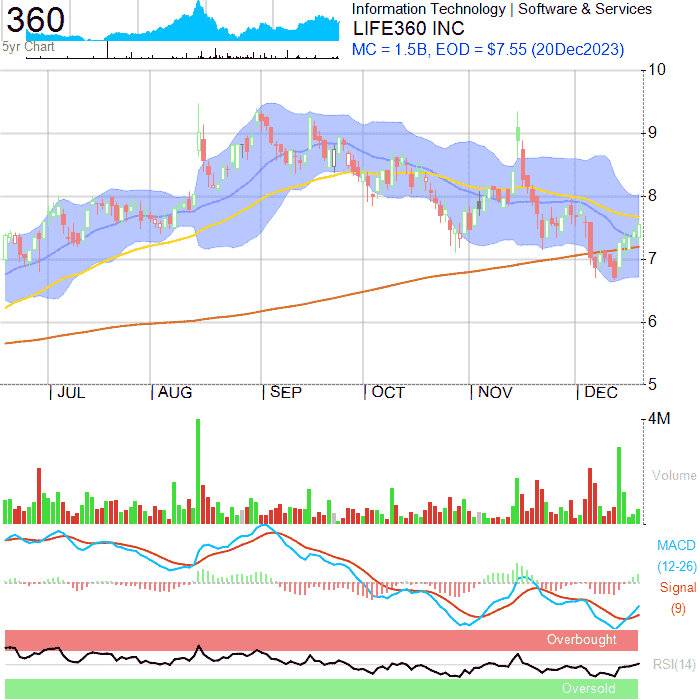 360
5yr Chart
Information Technology | Software & Services
LIFE360 INC
MC = 1.5B, EOD = $7.55 (20Dec2023)
10
9
8
7
6
5
JUL AUG SEP OCT NOV DEC
4M
Volume
MACD
(12-26)
Signal
(9)
Overbought
RSI(14)
Oversold